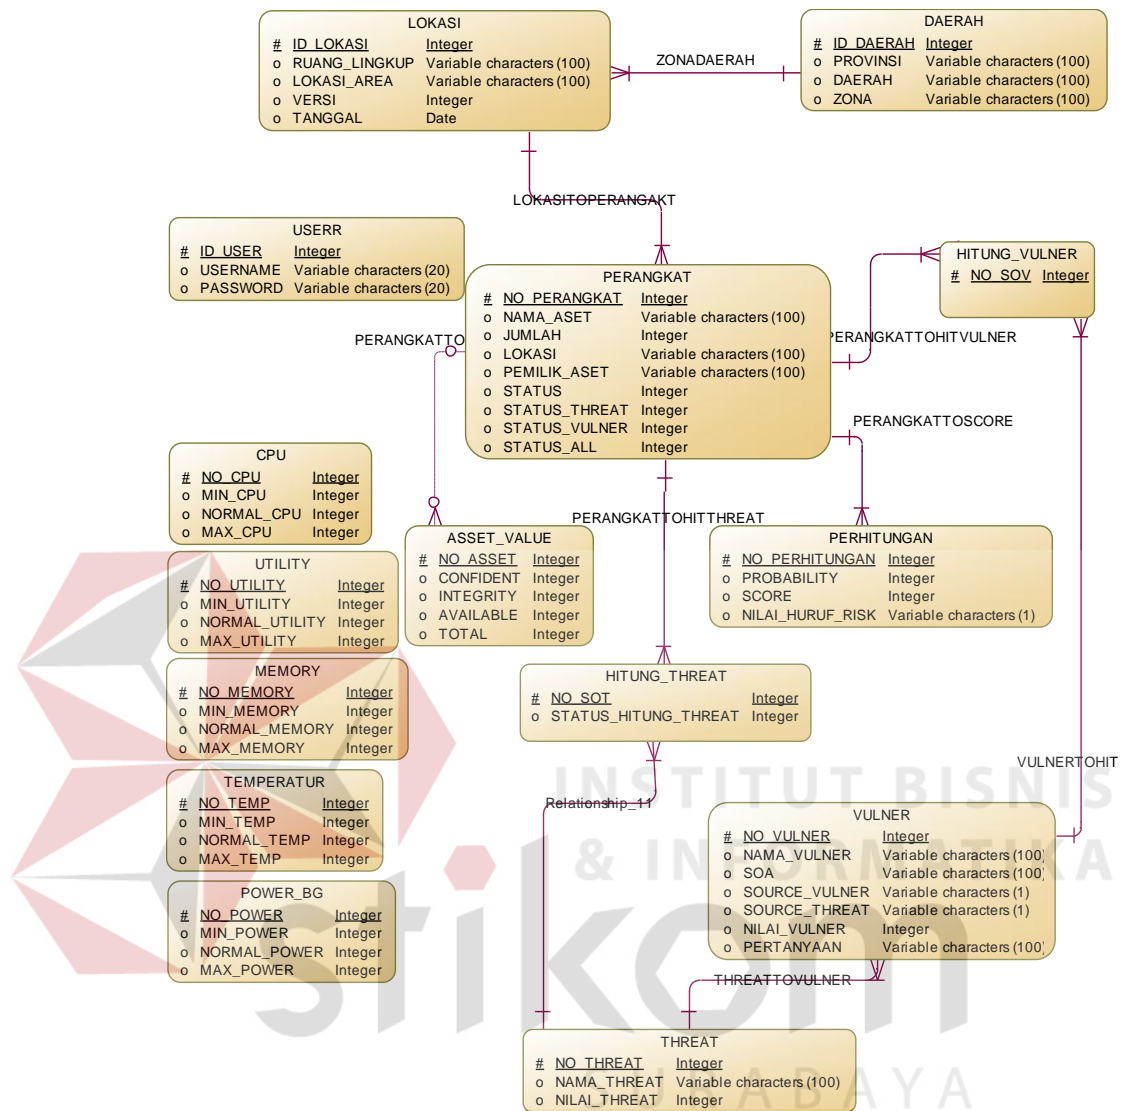 LOKASI
# ID_LOKASI Integer
o RUANG_LINGKUP Variable characters (100)
o LOKASI_AREA Variable characters (100)
o VERSI Integer
o TANGGAL Date
ZONADAERAH
DAERAH
# ID_DAERAH Integer
o PROVINSI Variable characters (100)
o DAERAH Variable characters (100)
o ZONA Variable characters (100)
LOKASITOPERANGAKT
USERR
# ID_USER Integer
o USERNAME Variable characters (20)
o PASSWORD Variable characters (20)
PERANGKAT
# NO_PERANGKAT Integer
o NAMA_ASET Variable characters (100)
o JUMLAH Integer
o LOKASI Variable characters (100)
o PEMILIK_ASET Variable characters (100)
o STATUS Integer
o STATUS_THREAT Integer
o STATUS_VULNER Integer
o STATUS_ALL Integer
HITUNG_VULNER
# NO_SOV Integer
PERANGKATTO
PERANGKATTOHITVULNER
PERANGKATTOSCORE
CPU
# NO_CPU Integer
o MIN_CPU Integer
o NORMAL_CPU Integer
o MAX_CPU Integer
PERANGKATTOHITTHREAT
ASSET_VALUE
# NO_ASSET Integer
o CONFIDENT Integer
o INTEGRITY Integer
o AVAILABLE Integer
o TOTAL Integer
PERHITUNGAN
# NO_PERHITUNGAN Integer
o PROBABILITY Integer
o SCORE Integer
o NILAI_HURUF_RISK Variable characters (1)
UTILITY
# NO_UTILITY Integer
o MIN_UTILITY Integer
o NORMAL_UTILITY Integer
o MAX_UTILITY Integer
MEMORY
# NO_MEMORY Integer
o MIN_MEMORY Integer
o NORMAL_MEMORY Integer
o MAX_MEMORY Integer
HITUNG_THREAT
# NO_SOT Integer
o STATUS_HITUNG_THREAT Integer
VULNERTOHIT
TEMPERATUR
# NO_TEMP Integer
o MIN_TEMP Integer
o NORMAL_TEMP Integer
o MAX_TEMP Integer
Relationship_11
INSTITUT BISNIS
& INFORMATIKA
VULNER
# NO_VULNER Integer
o NAMA_VULNER Variable characters (100)
o SOA Variable characters (100)
o SOURCE_VULNER Variable characters (1)
o SOURCE_THREAT Variable characters (1)
o NILAI_VULNER Integer
o PERTANYAAN Variable characters (100)
POWER_BG
# NO_POWER Integer
o MIN_POWER Integer
o NORMAL_POWER Integer
o MAX_POWER Integer
stikom
THREATTOVULNER
THREAT
# NO_THREAT Integer
o NAMA_THREAT Variable characters (100)
o NILAI_THREAT Integer
SURABAYA